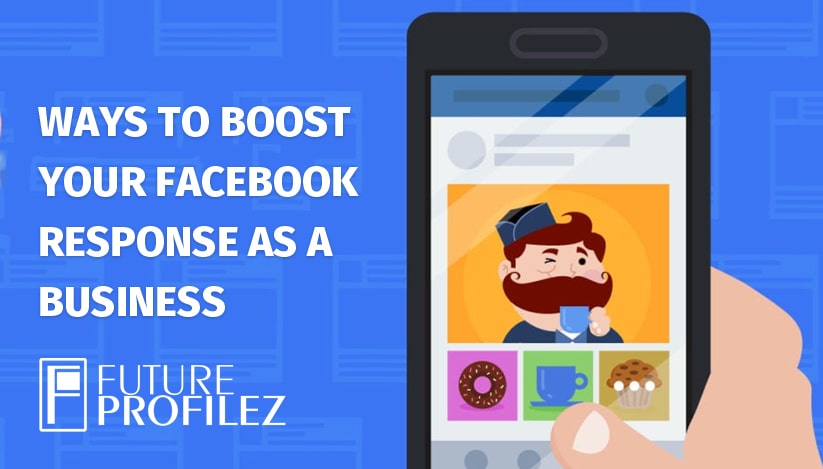 WAYS TO BOOST
YOUR FACEBOOK
RESPONSE AS A
BUSINESS
FUTURE
PROFILEZ